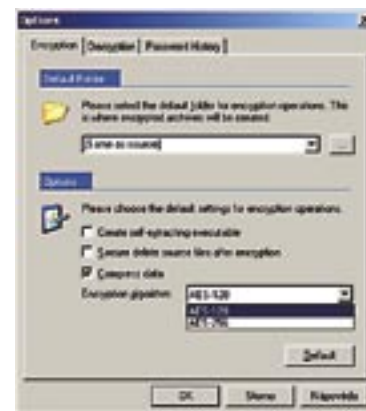 Options
Encryption Decryption Password History
Default Folder
Please select the default folder for encryption operations. This
is where encrypted archives will be created.
[Same as source]
...
Options
Please choose the default settings for encryption operations.
Create self-extracting executable
Secure delete source files after encryption
Compress data
Encryption algorithm: AES-128
AES-128
AES-256
Default
OK Storno Nápověda